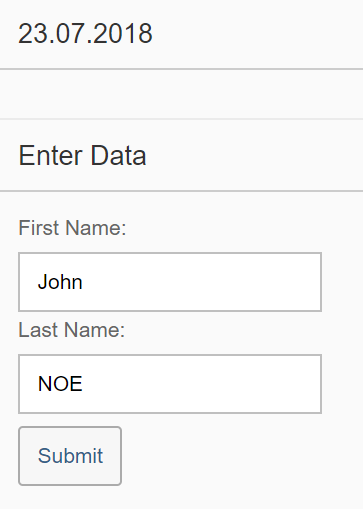 23.07.2018
Enter Data
First Name:
John
Last Name:
NOE
Submit